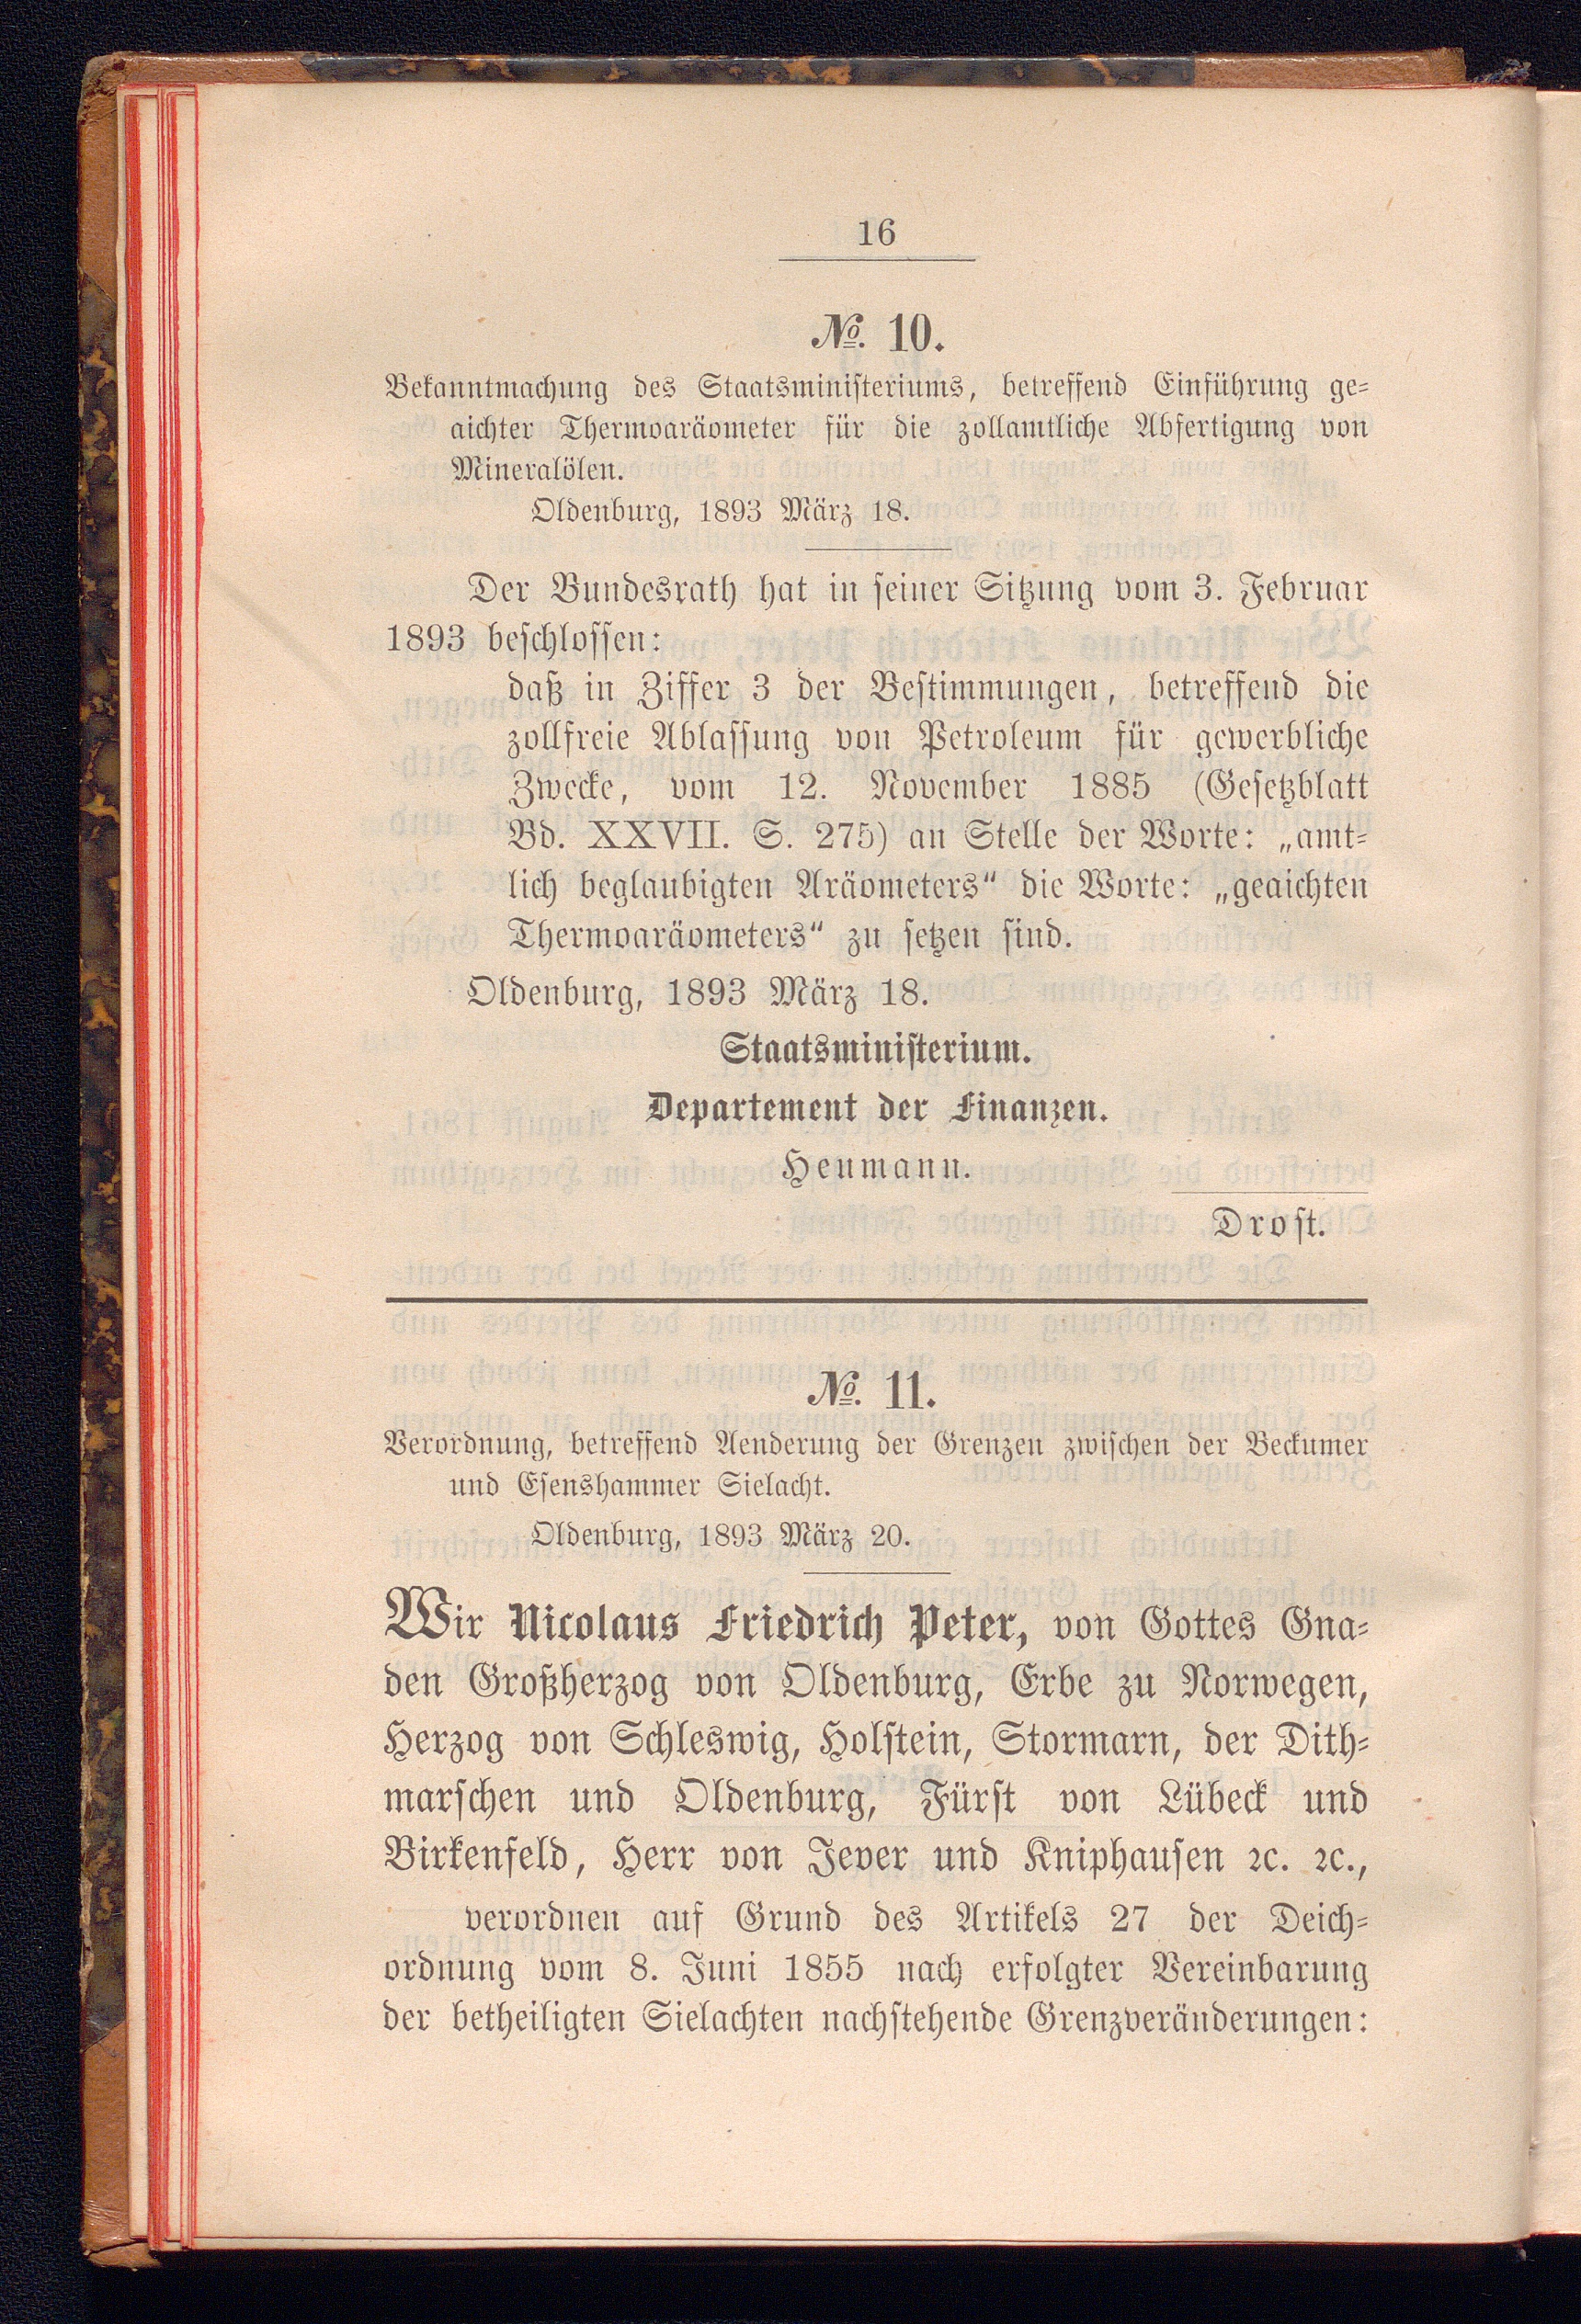 16
No. 10.
Bekanntmachung des Staatsministeriums, betreffend Einführung ge-
aichter Thermoaräometer für die zollamtliche Abfertigung von
Mineralölen.
Oldenburg, 1893 März 18.
Der Bundesrath hat in seiner Sitzung vom 3. Februar
1893 beschlossen:
daß in Ziffer 3 der Bestimmungen, betreffend die
zollfreie Ablassung von Petroleum für gewerbliche
Zwecke, vom 12. November 1885 (Gesetzblatt
Bd. XXVII. S. 275) an Stelle der Worte: „amt-
lich beglaubigten Aräometers“ die Worte: „geaichten
Thermoaräometers“ zu setzen sind.
Oldenburg, 1893 März 18.
Staatsministerium.
Departement der Finanzen.
Heumann.
Drost.
No. 11.
Verordnung, betreffend Aenderung der Grenzen zwischen der Beckumer
und Esenshammer Sielacht.
Oldenburg, 1893 März 20.
Wir Nicolaus Friedrich Peter, von Gottes Gna-
den Großherzog von Oldenburg, Erbe zu Norwegen,
Herzog von Schleswig, Holstein, Stormarn, der Dith-
marschen und Oldenburg, Fürst von Lübeck und
Birkenfeld, Herr von Jever und Kniphausen ꝛc. ꝛc.,
verordnen auf Grund des Artikels 27 der Deich-
ordnung vom 8. Juni 1855 nach erfolgter Vereinbarung
der betheiligten Sielachten nachstehende Grenzveränderungen: